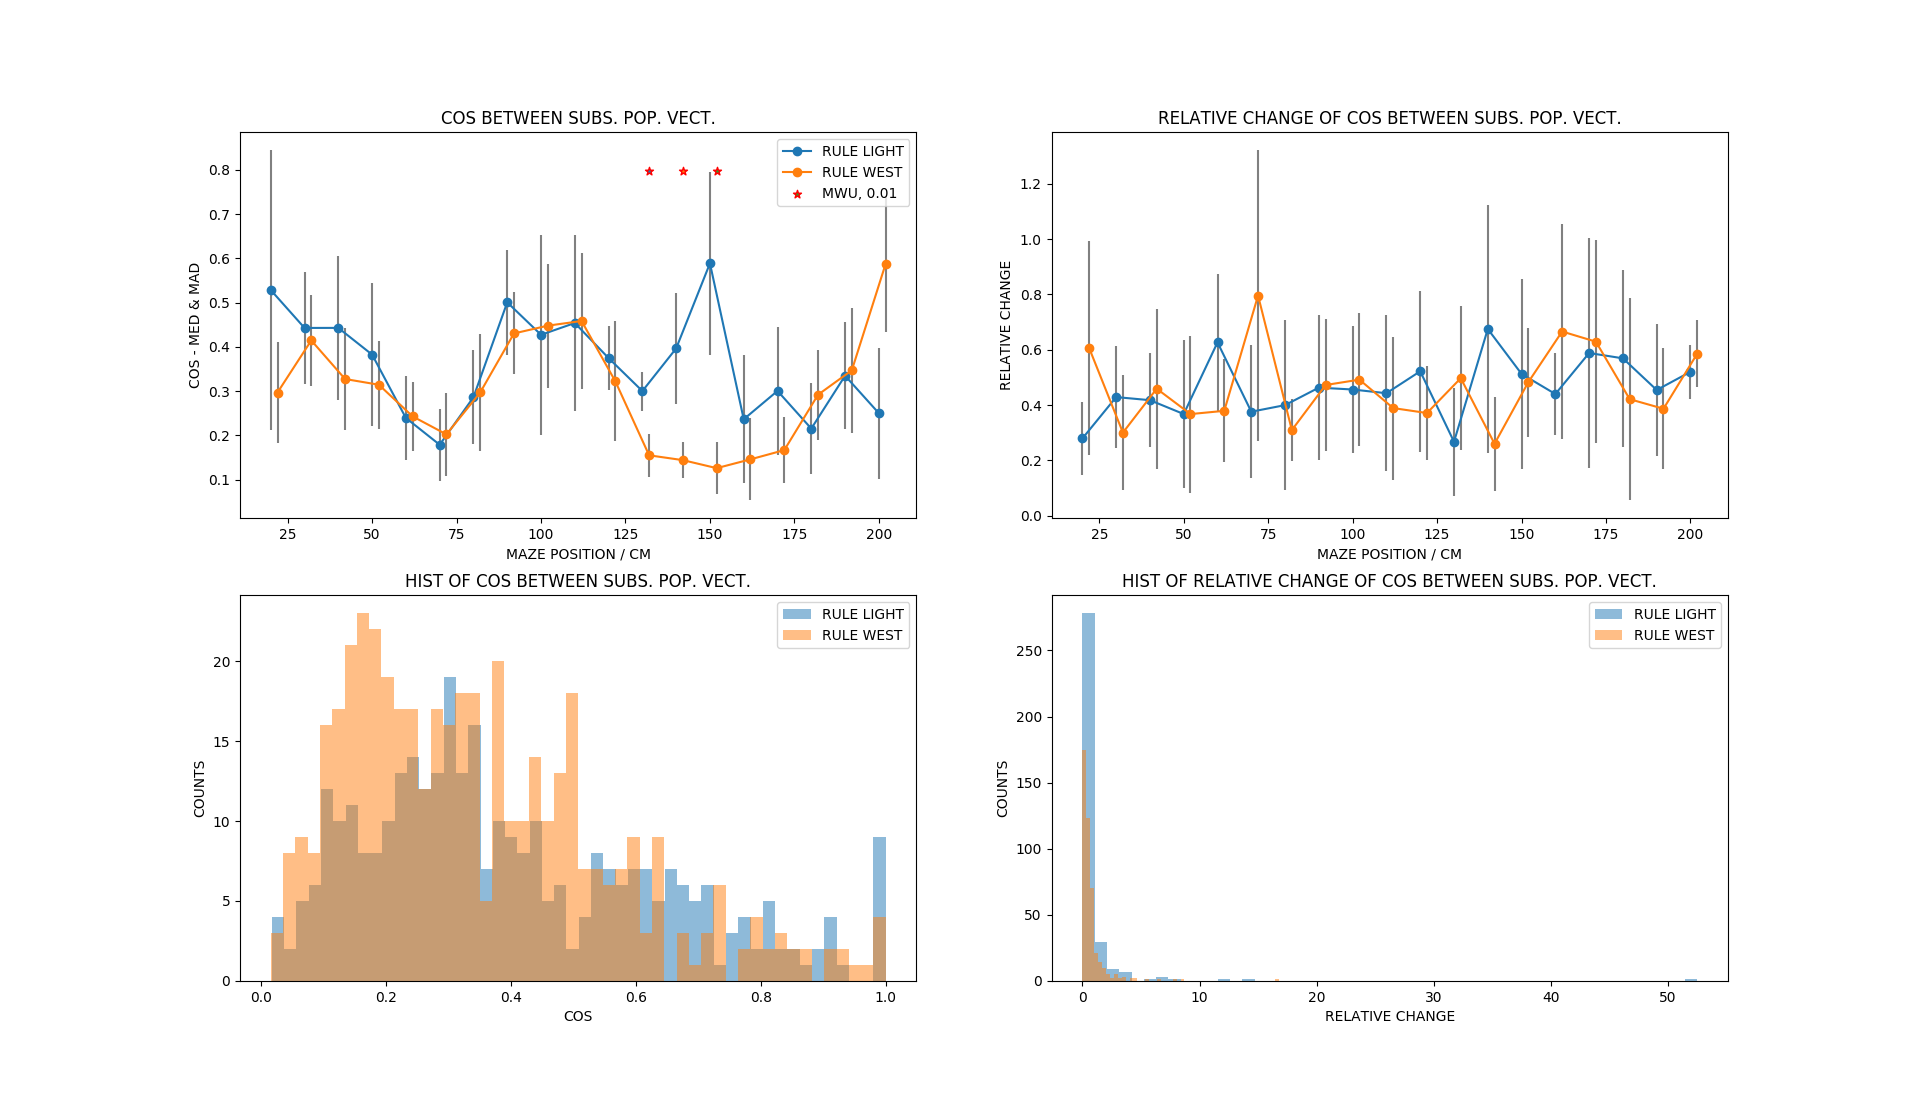 COS BETWEEN SUBS. POP. VECT.
RULE LIGHT
RULE WEST
MWU, 0.01
COS - MED & MAD
0.8
0.7
0.6
0.5
0.4
0.3
0.2
0.1
25 50 75 100 125 150 175 200
MAZE POSITION / CM
RELATIVE CHANGE OF COS BETWEEN SUBS. POP. VECT.
RELATIVE CHANGE
1.2
1.0
0.8
0.6
0.4
0.2
0.0
25 50 75 100 125 150 175 200
MAZE POSITION / CM
HIST OF COS BETWEEN SUBS. POP. VECT.
RULE LIGHT
RULE WEST
COUNTS
20
15
10
5
0
0.0 0.2 0.4 0.6 0.8 1.0
COS
HIST OF RELATIVE CHANGE OF COS BETWEEN SUBS. POP. VECT.
RULE LIGHT
RULE WEST
COUNTS
250
200
150
100
50
0
0 10 20 30 40 50
RELATIVE CHANGE